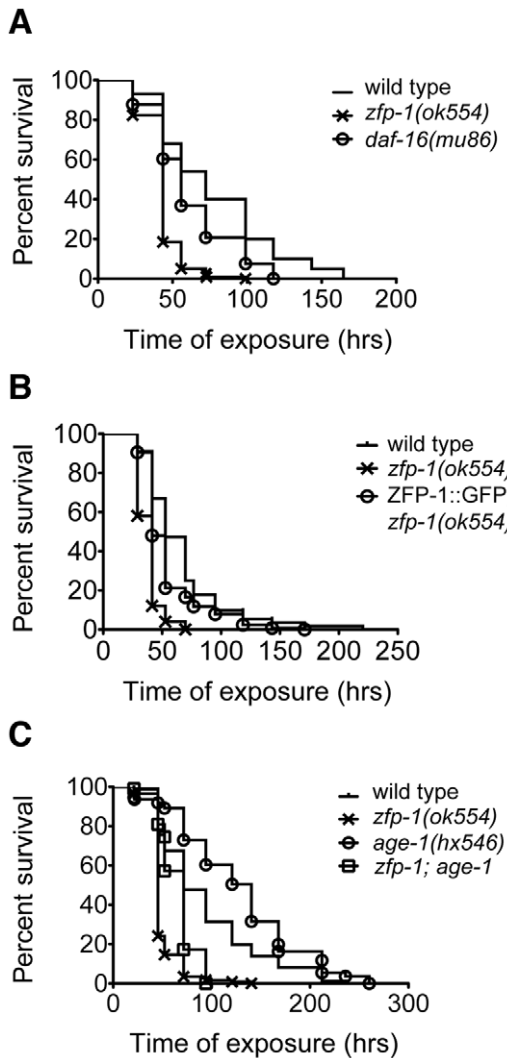 A
100
80
60
40
20
0
Percent survival
wild type
zfp-1(ok554)
daf-16(mu86)
0 50 100 150 200
Time of exposure (hrs)
B
100
80
60
40
20
0
Percent survival
wild type
zfp-1(ok554)
ZFP-1::GFP
zfp-1(ok554)
0 50 100 150 200 250
Time of exposure (hrs)
C
100
80
60
40
20
0
Percent survival
wild type
zfp-1(ok554)
age-1(hx546)
zfp-1; age-1
0 100 200 300
Time of exposure (hrs)